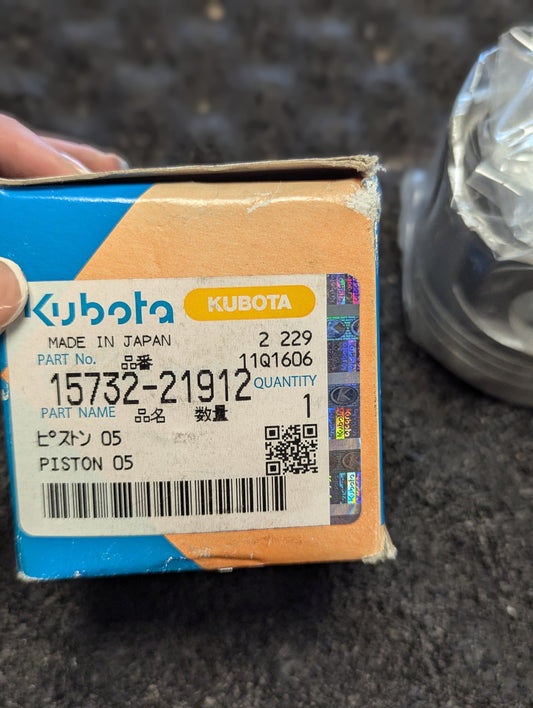 Kubota KUBOTA
MADE IN JAPAN 2 229
PART No. 品番 11Q1606
15732-21912 QUANTITY
PART NAME 品名 数量 1
ピストン 05
PISTON 05